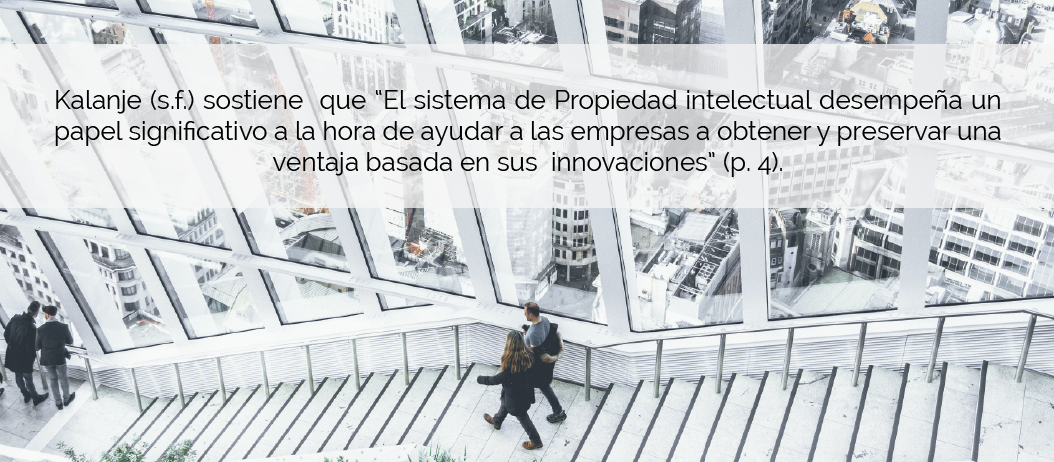 Kalanje (s.f.) sostiene  que “El sistema de Propiedad intelectual desempeña un
papel significativo a la hora de ayudar a las empresas a obtener y preservar una
ventaja basada en sus  innovaciones” (p. 4).